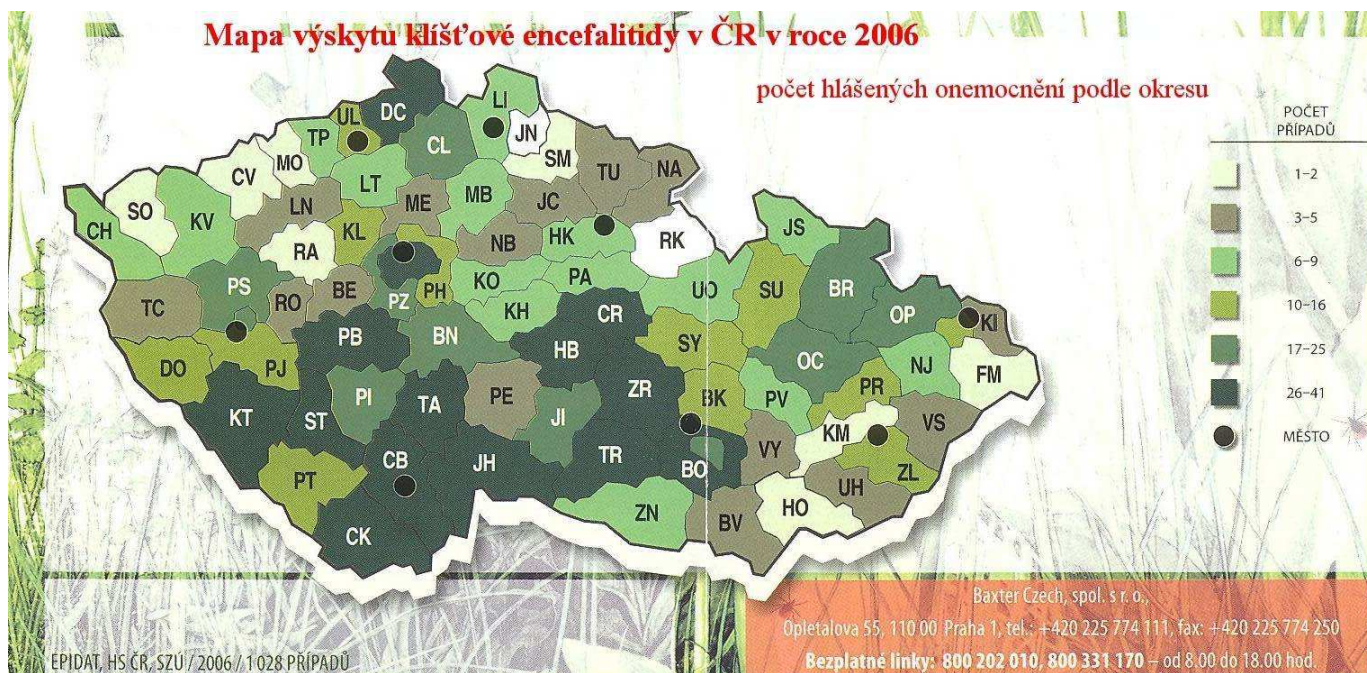 Mapa výskytu klíšťové encefalitidy v ČR v roce 2006
počet hlášených onemocnění podle okresu
POČET
PŘÍPADŮ
1–2
3–5
6–9
10–16
17–25
26–41
MĚSTO
DC
LI
UL
JN
TP
CL
SM
MO
TU
NA
CV
LT
MB
SO
KV
LN
ME
JC
CH
KL
NB
HK
RK
JS
RA
PS
BE
PZ
PH
KO
PA
UO
SU
BR
TC
RO
KH
CR
OP
KI
PB
BN
HB
SY
OC
NJ
FM
DO
PJ
PI
TA
PE
JI
ZR
BK
PV
PR
KT
ST
KM
VS
CB
JH
TR
BO
VY
ZL
PT
UH
CK
ZN
BV
HO
EPIDAT, HS ČR, SZÚ / 2006 / 1 028 PŘÍPADŮ
Baxter Czech, spol. s r. o.,
Opletalova 55, 110 00 Praha 1, tel.: +420 225 774 111, fax: +420 225 774 250
Bezplatné linky: 800 202 010, 800 331 170 – od 8.00 do 18.00 hod.